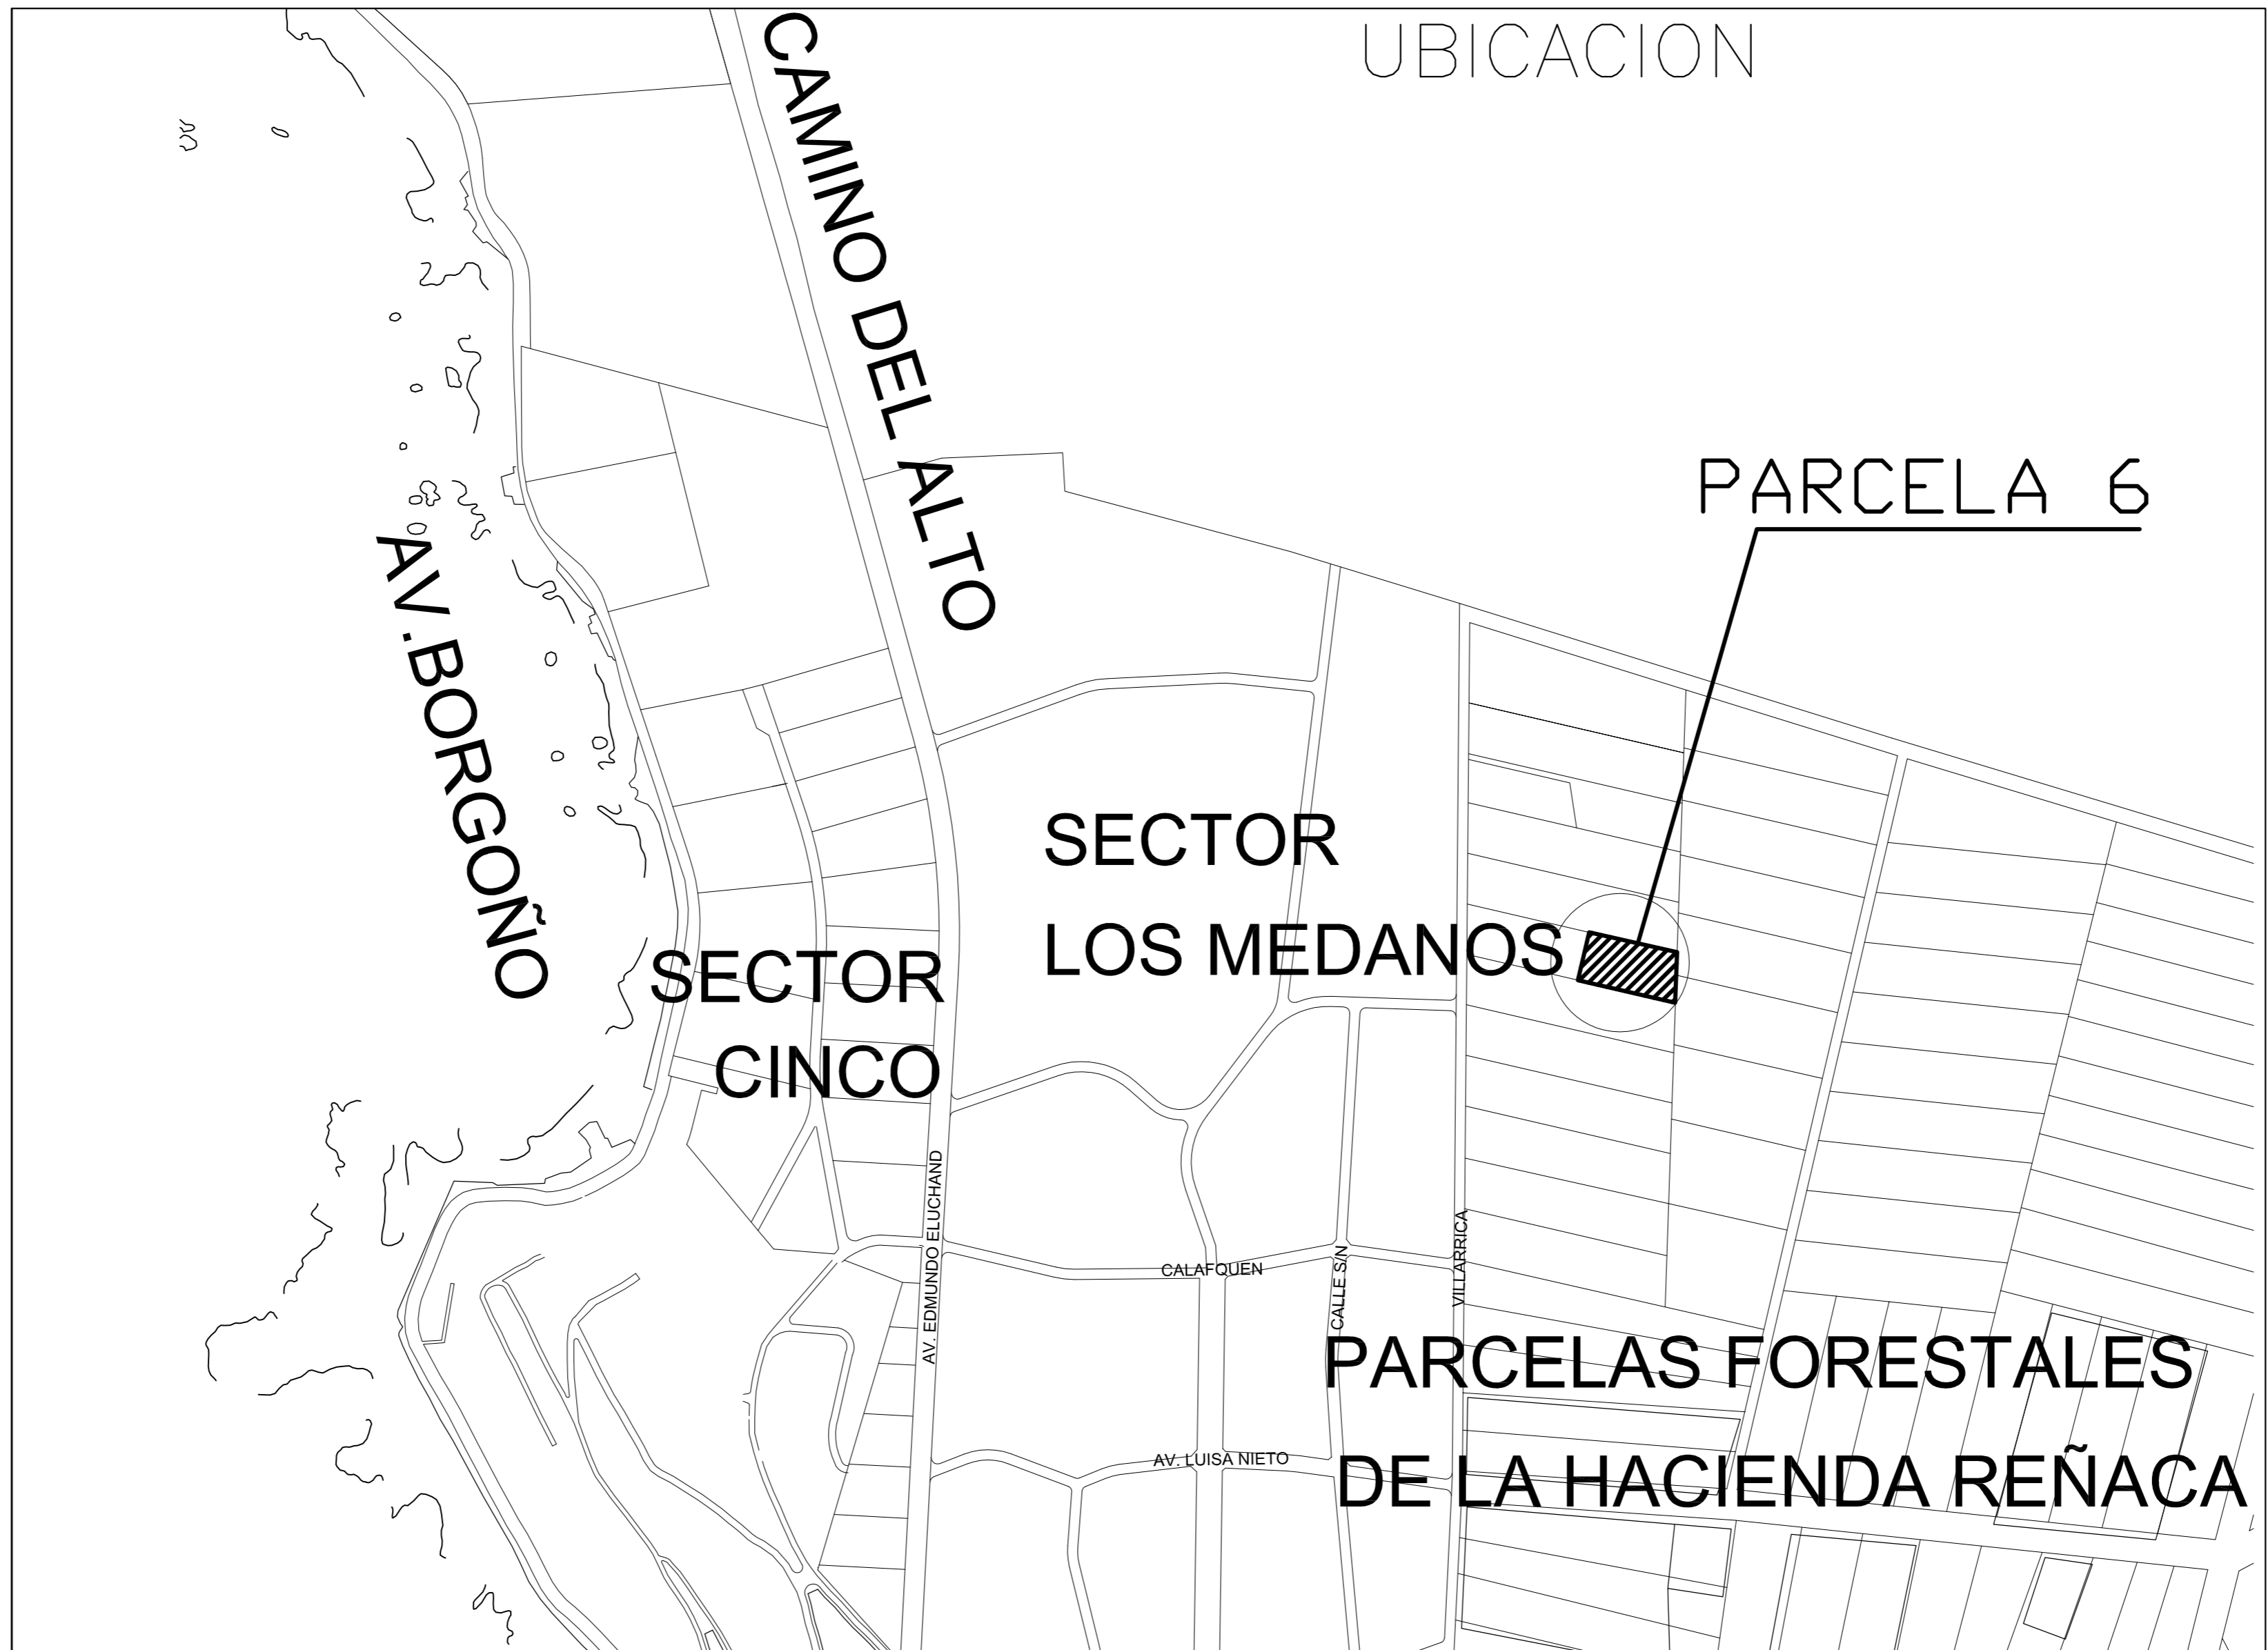 UBICACION
CAMINO DEL ALTO
PARCELA 6
AV.BORGOÑO
SECTOR
LOS MEDANOS
SECTOR
CINCO
AV. EDMUNDO ELUCHAND
CALAFQUEN
CALLE S/N
VILLARRICA
PARCELAS FORESTALES
DE LA HACIENDA REÑACA
AV. LUISA NIETO